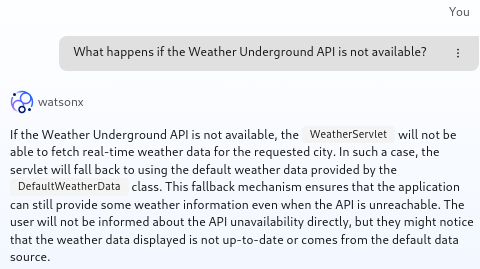 You
What happens if the Weather Underground API is not available?
watsonx
If the Weather Underground API is not available, the WeatherServlet will not be
able to fetch real-time weather data for the requested city. In such a case, the
servlet will fall back to using the default weather data provided by the
DefaultWeatherData class. This fallback mechanism ensures that the application
can still provide some weather information even when the API is unreachable. The
user will not be informed about the API unavailability directly, but they might notice
that the weather data displayed is not up-to-date or comes from the default data
source.